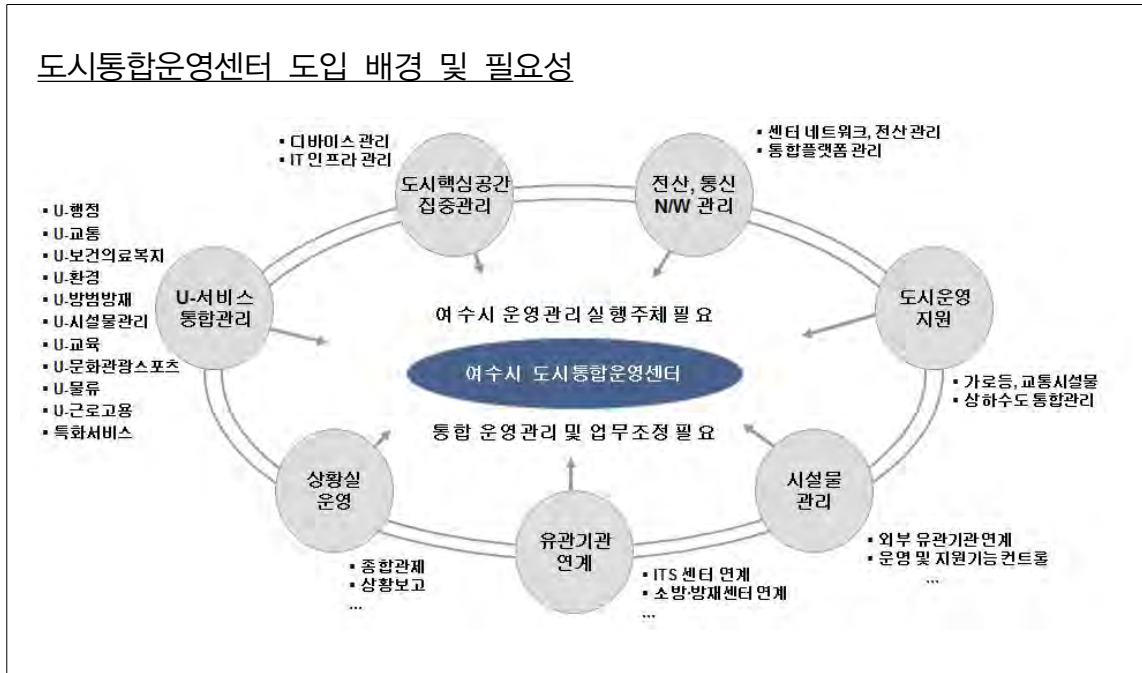 도시통합운영센터 도입 배경 및 필요성
▪ 디바이스 관리
▪ IT 인프라 관리
도시핵심공간
집중관리
▪ 센터 네트워크, 전산 관리
▪ 통합플랫폼 관리
전산, 통신
N/W 관리
▪ U-행정
▪ U-교통
▪ U-보건의료복지
▪ U-환경
▪ U-방범방재
▪ U-시설물관리
▪ U-교육
▪ U-문화관광스포츠
▪ U-물류
▪ U-근로고용
▪ 특화서비스
U-서비스
통합관리
도시운영
지원
▪ 가로등, 교통시설물
▪ 상하수도 통합관리
여수시 운영관리 실행주체 필요
여수시 도시통합운영센터
통합 운영관리 및 업무조정 필요
상황실
운영
▪ 종합관제
▪ 상황보고
...
유관기관
연계
▪ ITS 센터 연계
▪ 소방·방재센터 연계
...
시설물
관리
▪ 외부 유관기관 연계
▪ 운영 및 지원기능 컨트롤
...